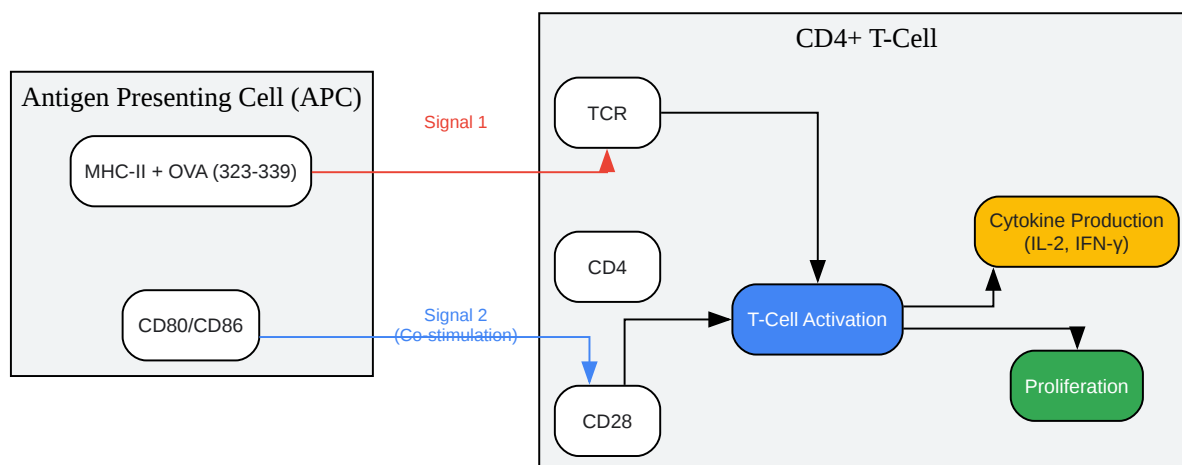 Antigen Presenting Cell (APC)
MHC-II + OVA (323-339)
CD80/CD86
Signal 1
Signal 2
(Co-stimulation)
CD4+ T-Cell
TCR
CD4
CD28
T-Cell Activation
Cytokine Production
(IL-2, IFN-γ)
Proliferation